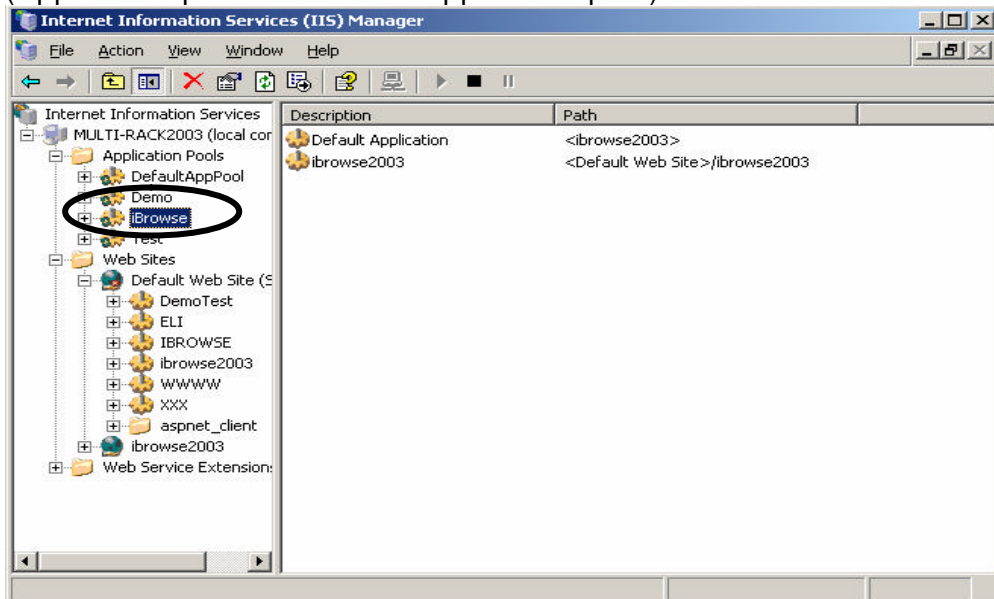 Internet Information Services (IIS) Manager
File Action View Window Help
Internet Information Services
Description Path
MULTI-RACK2003 (local cor
Default Application <ibrowse2003>
Application Pools
ibrowse2003 <Default Web Site>/ibrowse2003
DefaultAppPool
Demo
iBrowse
Test
Web Sites
Default Web Site (S
DemoTest
ELI
IBROWSE
ibrowse2003
WWWW
XXX
aspnet_client
ibrowse2003
Web Service Extension